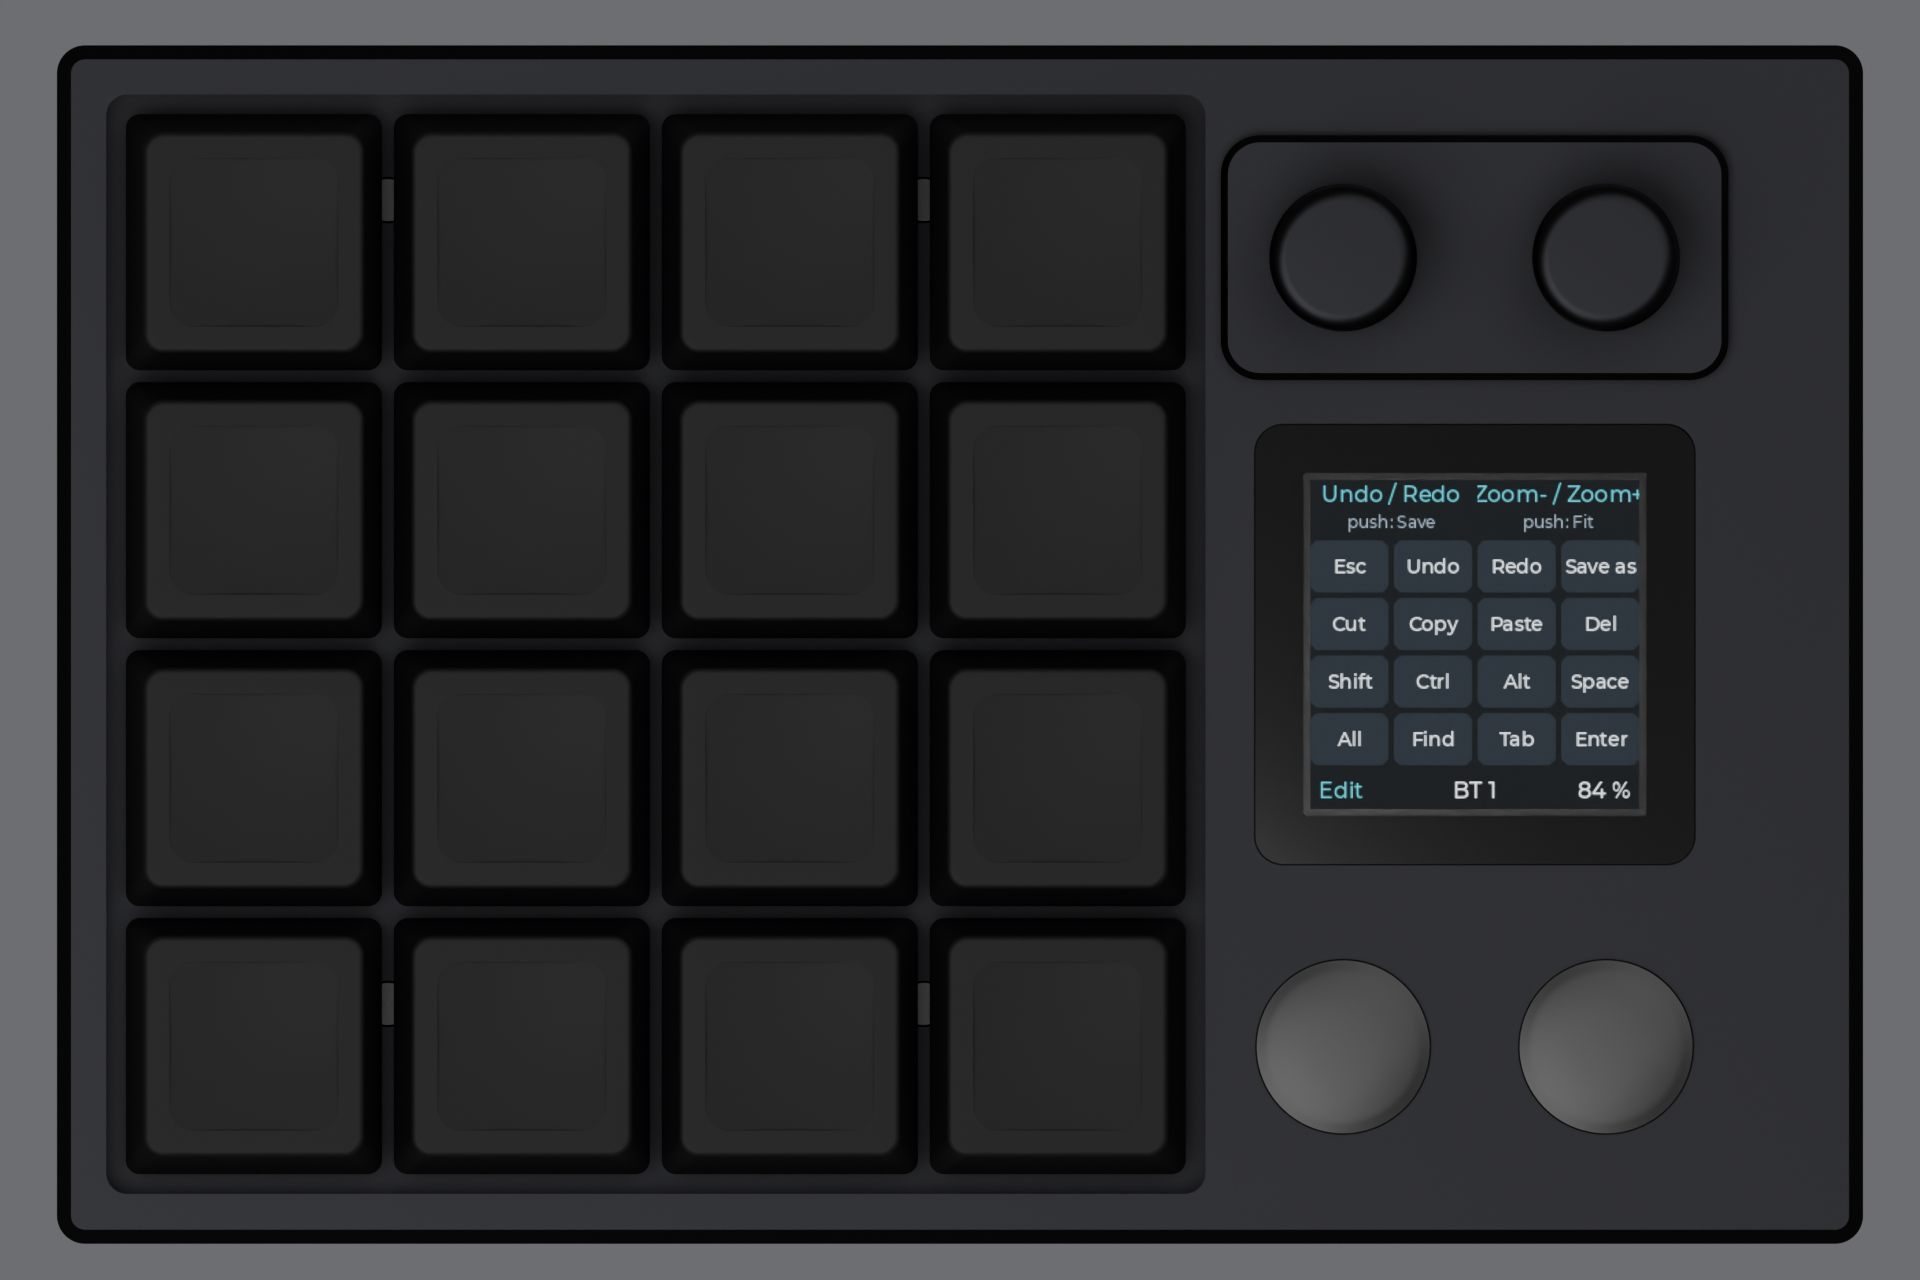 Undo / Redo Zoom- / Zoom+
push: Save push: Fit
Esc Undo Redo Save as
Cut Copy Paste Del
Shift Ctrl Alt Space
All Find Tab Enter
Edit BT 1 84 %